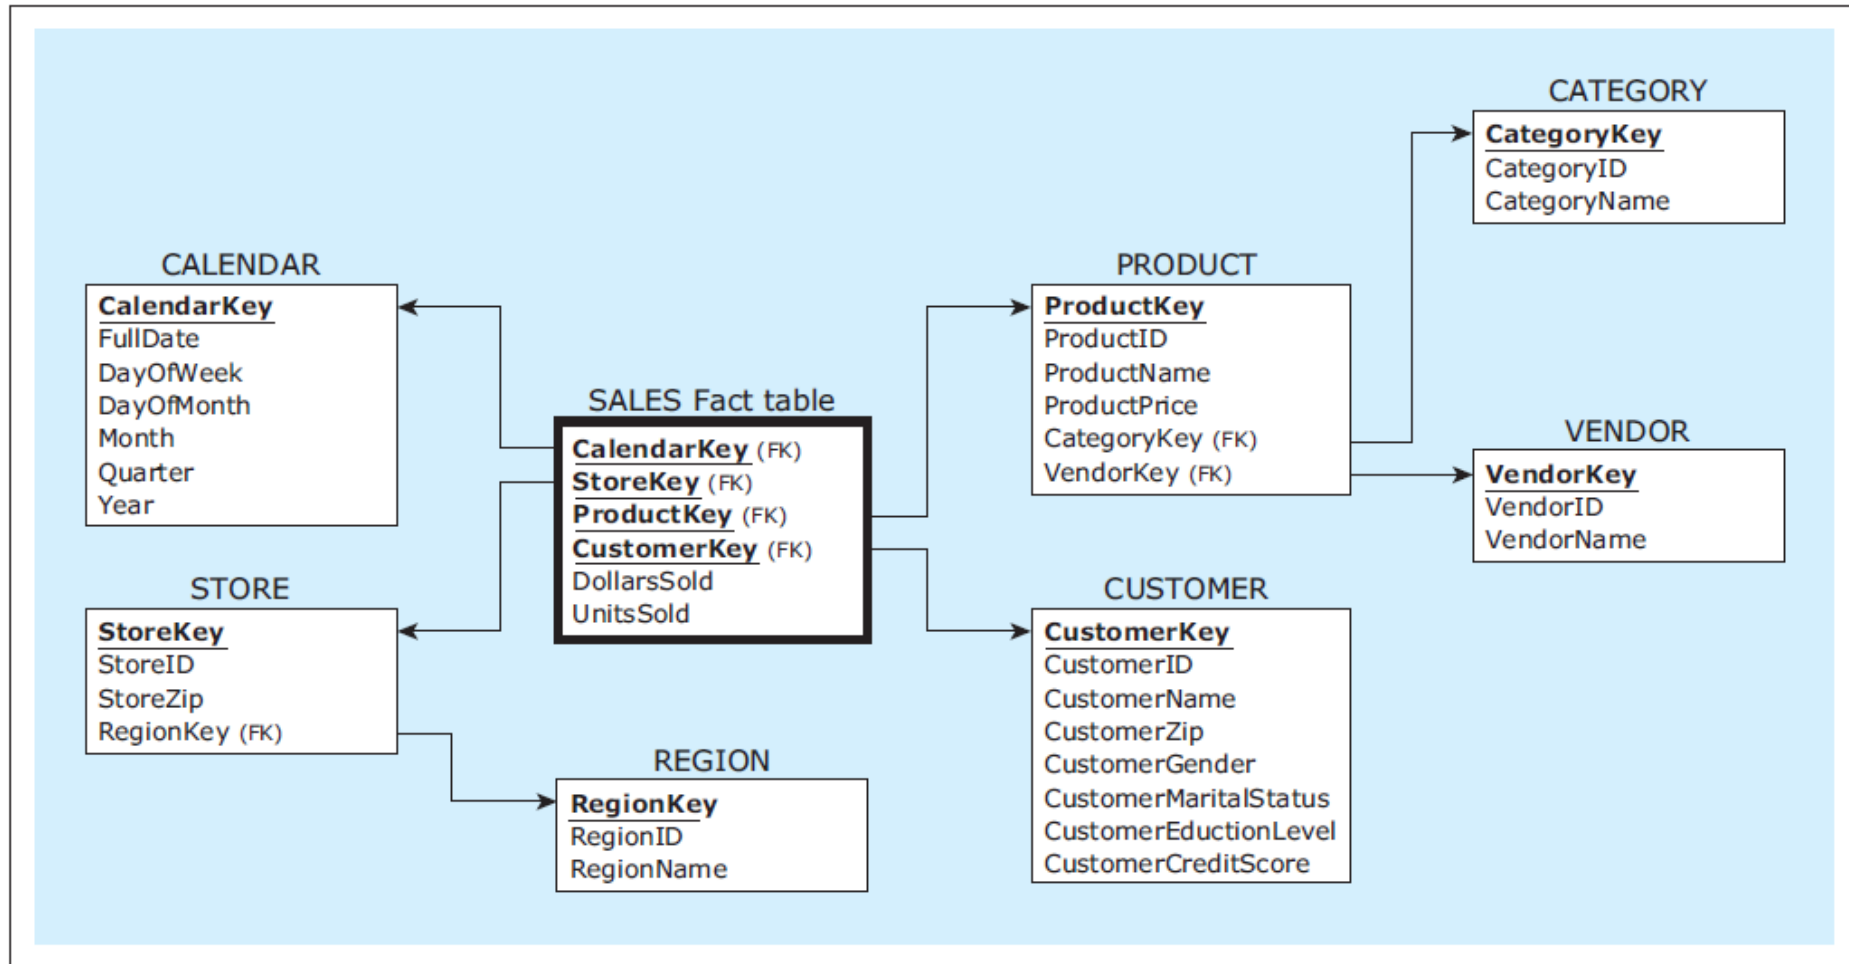 CATEGORY
CategoryKey
CategoryID
CategoryName
CALENDAR
CalendarKey
FullDate
DayOfWeek
DayOfMonth
Month
Quarter
Year
PRODUCT
ProductKey
ProductID
ProductName
ProductPrice
CategoryKey (FK)
VendorKey (FK)
SALES Fact table
CalendarKey (FK)
StoreKey (FK)
ProductKey (FK)
CustomerKey (FK)
DollarsSold
UnitsSold
VENDOR
VendorKey
VendorID
VendorName
STORE
StoreKey
StoreID
StoreZip
RegionKey (FK)
CUSTOMER
CustomerKey
CustomerID
CustomerName
CustomerZip
CustomerGender
CustomerMaritalStatus
CustomerEductionLevel
CustomerCreditScore
REGION
RegionKey
RegionID
RegionName